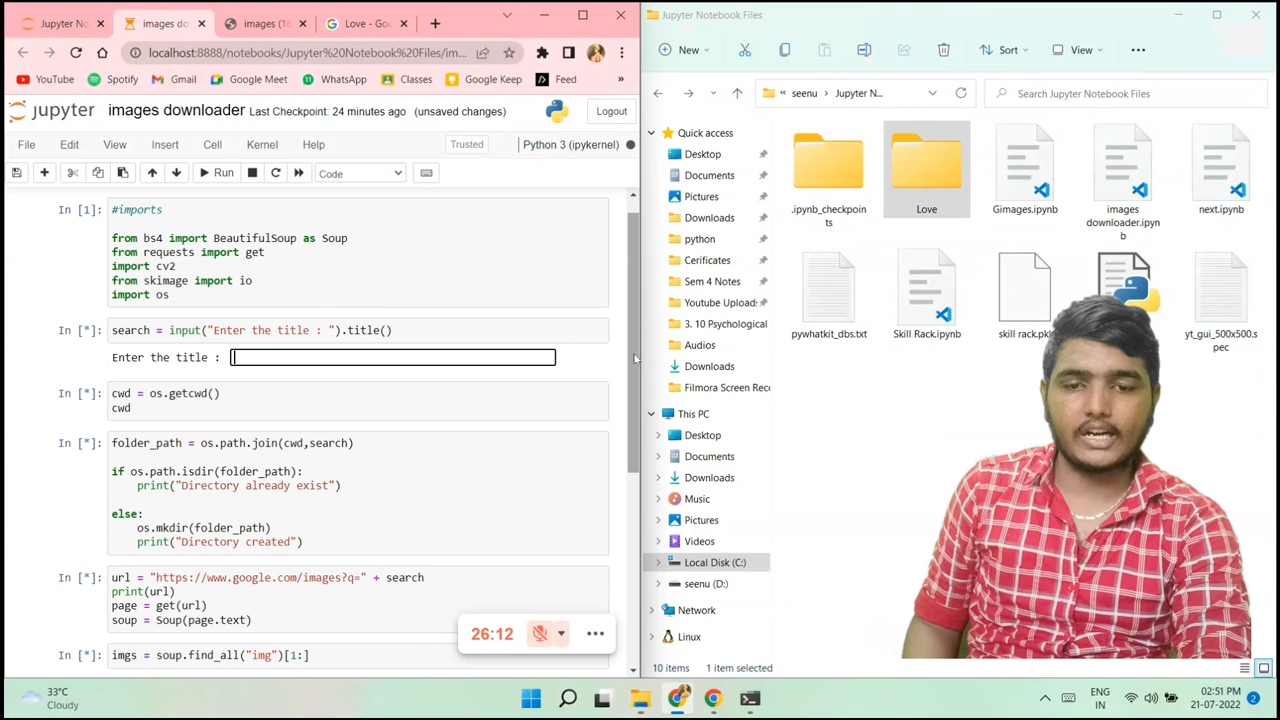 Jupyter N
images do
images (1
Love - Goo
localhost:8888/notebooks/Jupyter%20Notebook%20Files/im...
YouTube
Spotify
Gmail
Google Meet
WhatsApp
Classes
Google Keep
Feed
»
jupyter images downloader Last Checkpoint: 24 minutes ago (unsaved changes)
Logout
File Edit View Insert Cell Kernel Help
Trusted
Python 3 (ipykernel)
Run
Code
In [1]: #imports
from bs4 import BeautifulSoup as Soup
from requests import get
import cv2
from skimage import io
import os
In [*]: search = input("Enter the title : ").title()
Enter the title :
In [*]: cwd = os.getcwd()
cwd
In [*]: folder_path = os.path.join(cwd,search)
if os.path.isdir(folder_path):
print("Directory already exist")
else:
os.mkdir(folder_path)
print("Directory created")
In [*]: url = "https://www.google.com/images?q=" + search
print(url)
page = get(url)
soup = Soup(page.text)
In [*]: imgs = soup.find_all("img")[1:]
26:12
Jupyter Notebook Files
New
Sort
View
« seenu › Jupyter N...
Search Jupyter Notebook Files
Quick access
Desktop
Documents
Pictures
Downloads
python
Cerificates
Sem 4 Notes
Youtube Upload
3. 10 Psychological
Audios
Downloads
Filmora Screen Reco
This PC
Desktop
Documents
Downloads
Music
Pictures
Videos
Local Disk (C:)
seenu (D:)
Network
Linux
.ipynb_checkpoin
ts
Love
Gimages.ipynb
images
downloader.ipyn
b
next.ipynb
pywhatkit_dbs.txt
Skill Rack.ipynb
skill rack.pkl
yt_gui_500x500.s
pec
10 items
1 item selected
33°C
Cloudy
ENG
IN
02:51 PM
21-07-2022
2